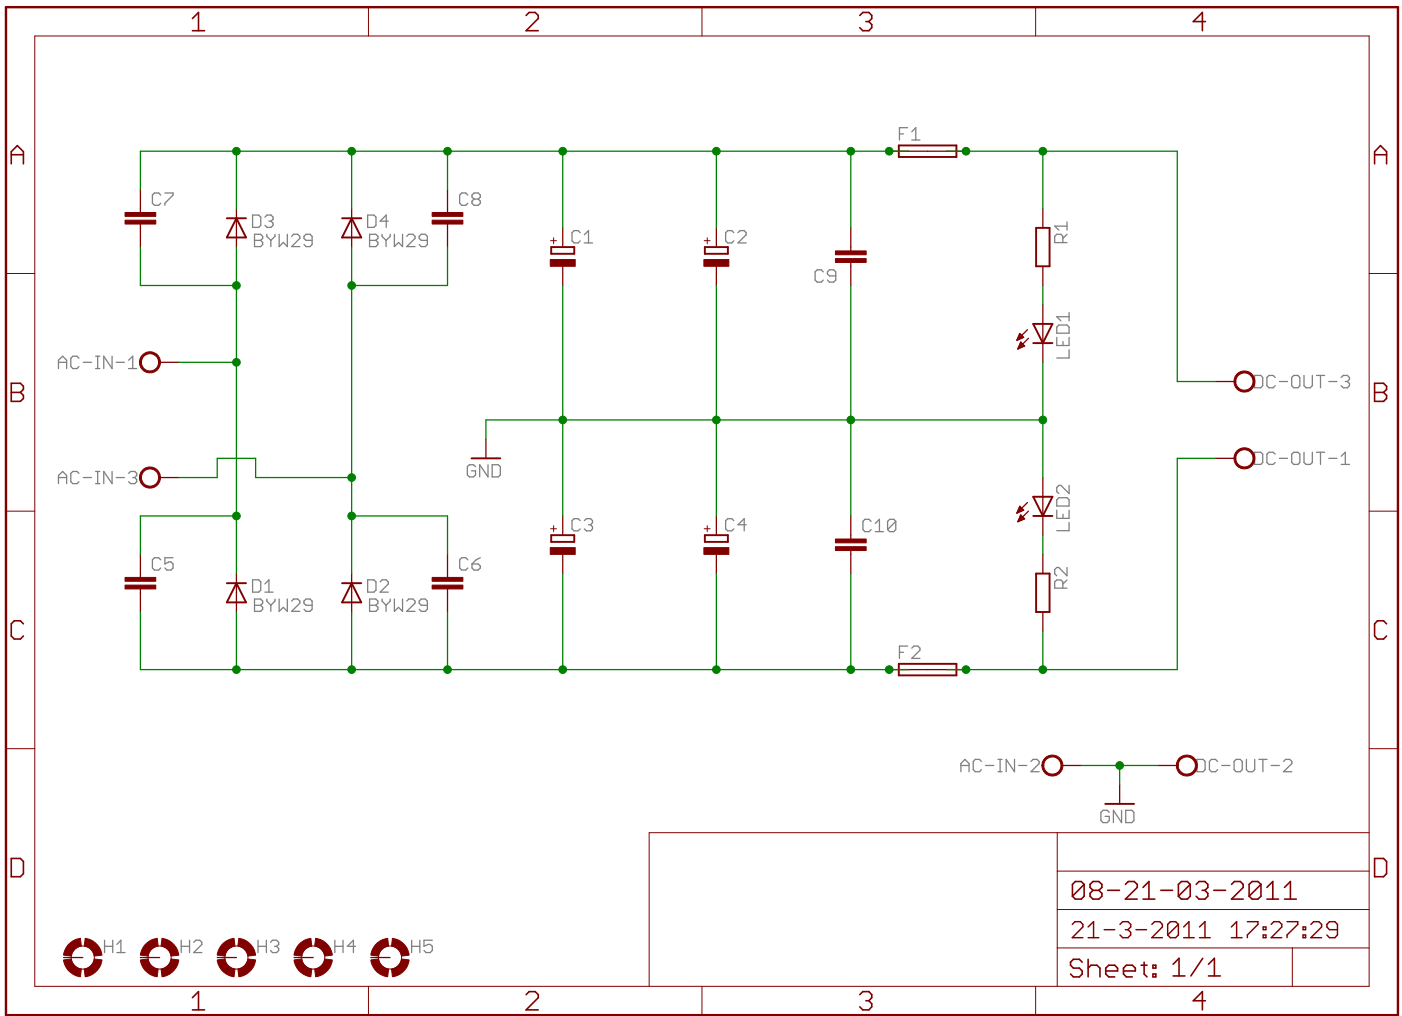 1 2 3 4
A A
F1
C7 C8
D3 D4
BYW29 BYW29
C1 C2
R1
C9
LED1
AC-IN-1
DC-OUT-3
B B
DC-OUT-1
GND
AC-IN-3
LED2
C3 C4 C10
C5 C6
D1 D2 R2
BYW29 BYW29
C C
F2
AC-IN-2 DC-OUT-2
GND
D D
08-21-03-2011
21-3-2011 17:27:29
H1 H2 H3 H4 H5
Sheet: 1/1
1 2 3 4